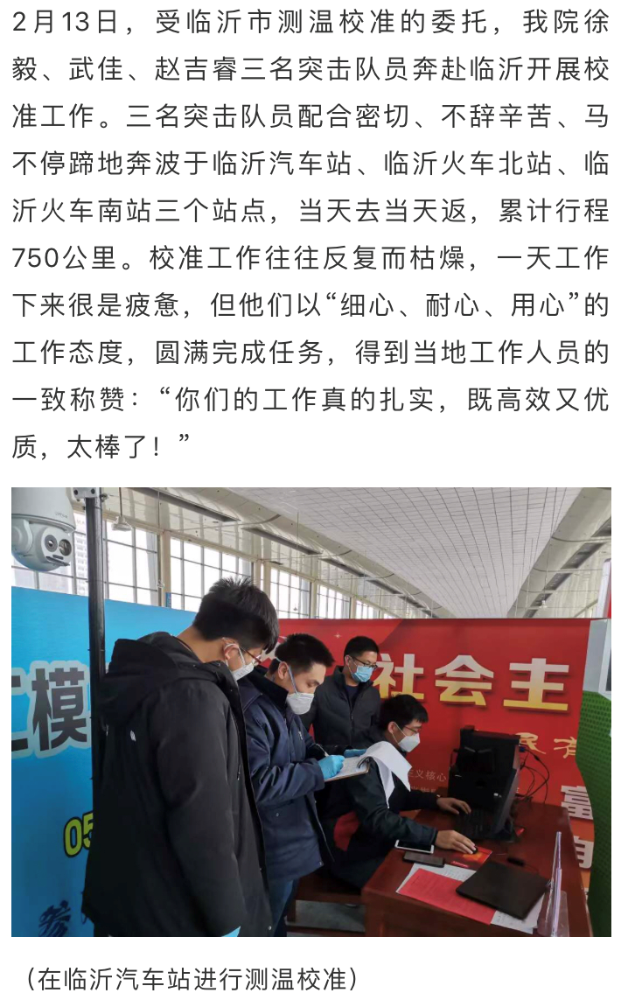 2月13日，受临沂市测温校准的委托，我院徐
毅、武佳、赵吉睿三名突击队员奔赴临沂开展校
准工作。三名突击队员配合密切、不辞辛苦、马
不停蹄地奔波于临沂汽车站、临沂火车北站、临
沂火车南站三个站点，当天去当天返，累计行程
750公里。校准工作往往反复而枯燥，一天工作
下来很是疲惫，但他们以“细心、耐心、用心”的
工作态度，圆满完成任务，得到当地工作人员的
一致称赞：“你们的工作真的扎实，既高效又优
质，太棒了！”
模
社会主
05
义核心
富
（在临沂汽车站进行测温校准）